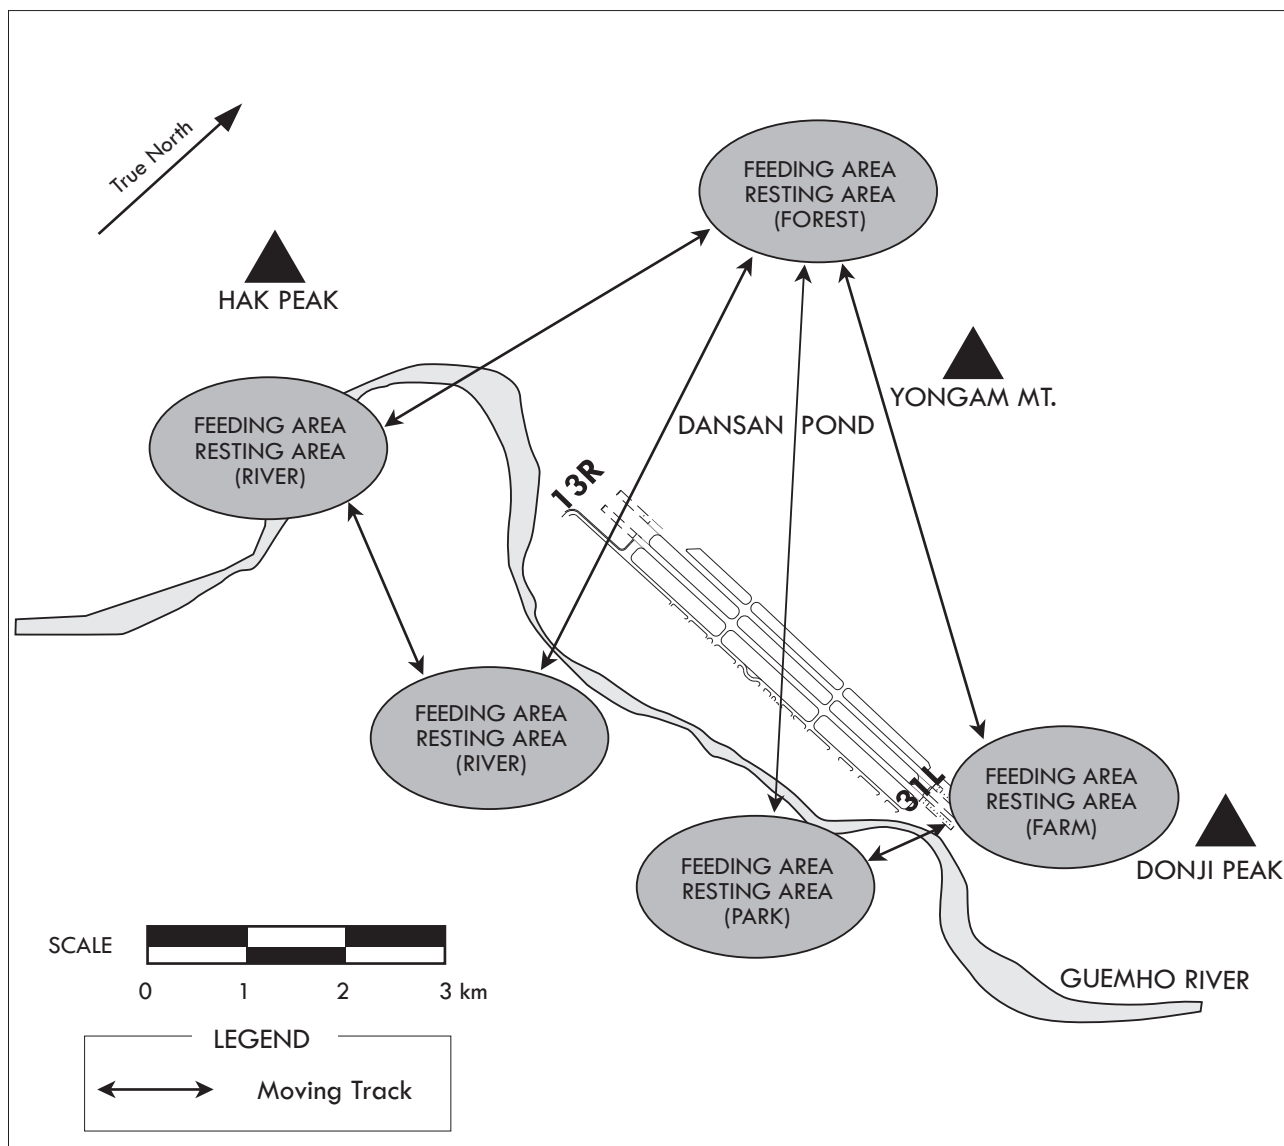 True North
HAK PEAK
FEEDING AREA
RESTING AREA
(FOREST)
YONGAM MT.
DANSAN POND
FEEDING AREA
RESTING AREA
(RIVER)
13R
FEEDING AREA
RESTING AREA
(RIVER)
31L
FEEDING AREA
RESTING AREA
(FARM)
DONJI PEAK
FEEDING AREA
RESTING AREA
(PARK)
GUEMHO RIVER
SCALE
0 1 2 3 km
LEGEND
Moving Track